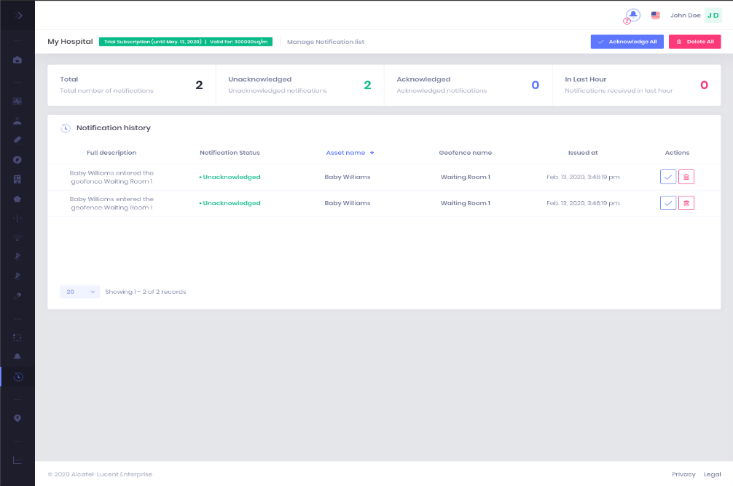 John Doe
J.D
My Hospital
Trial Subscription (until May. 13, 2020) | Valid for: 300000sq/m
Manage Notification list
Acknowledge All
Delete All
Total
Total number of notifications
2
Unacknowledged
Unacknowledged notifications
2
Acknowledged
Acknowledged notifications
0
In Last Hour
Notifications received in last hour
0
Notification history
Full description
Notification Status
Asset name
Geofence name
Issued at
Actions
Baby Williams entered the
geofence Waiting Room 1
• Unacknowledged
Baby Williams
Waiting Room 1
Feb. 13, 2020, 3:48:19 pm
Baby Williams entered the
geofence Waiting Room 1
• Unacknowledged
Baby Williams
Waiting Room 1
Feb. 13, 2020, 3:48:19 pm
20
Showing 1 - 2 of 2 records
© 2020 Alcatel-Lucent Enterprise
Privacy
Legal